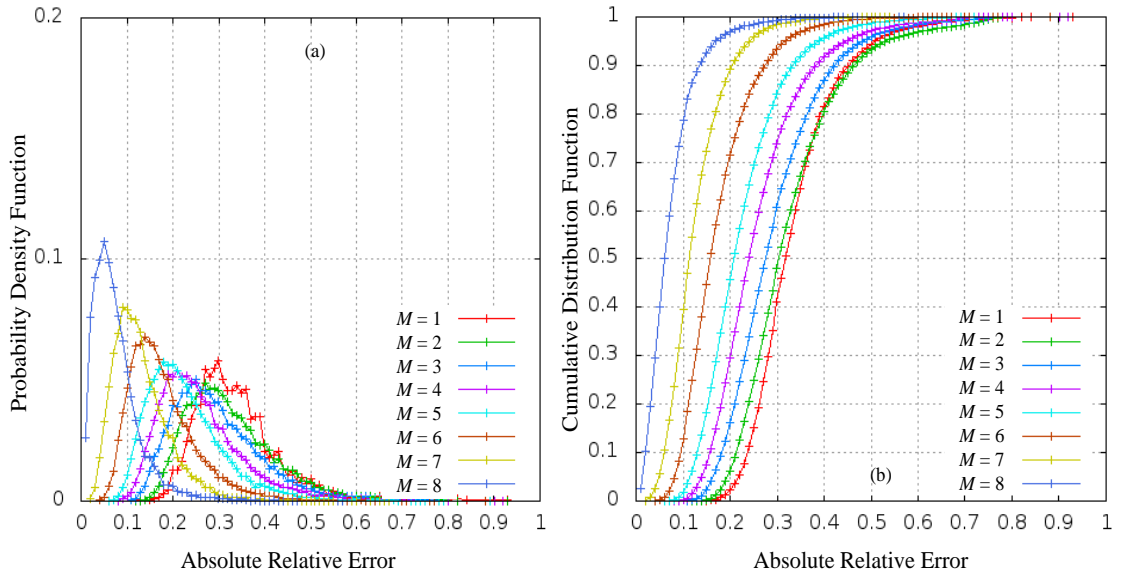 (a)
Probability Density Function
0.2
0.1
0
M = 1
M = 2
M = 3
M = 4
M = 5
M = 6
M = 7
M = 8
0 0.1 0.2 0.3 0.4 0.5 0.6 0.7 0.8 0.9 1
Absolute Relative Error
(b)
Cumulative Distribution Function
1
0.9
0.8
0.7
0.6
0.5
0.4
0.3
0.2
0.1
0
M = 1
M = 2
M = 3
M = 4
M = 5
M = 6
M = 7
M = 8
0 0.1 0.2 0.3 0.4 0.5 0.6 0.7 0.8 0.9 1
Absolute Relative Error